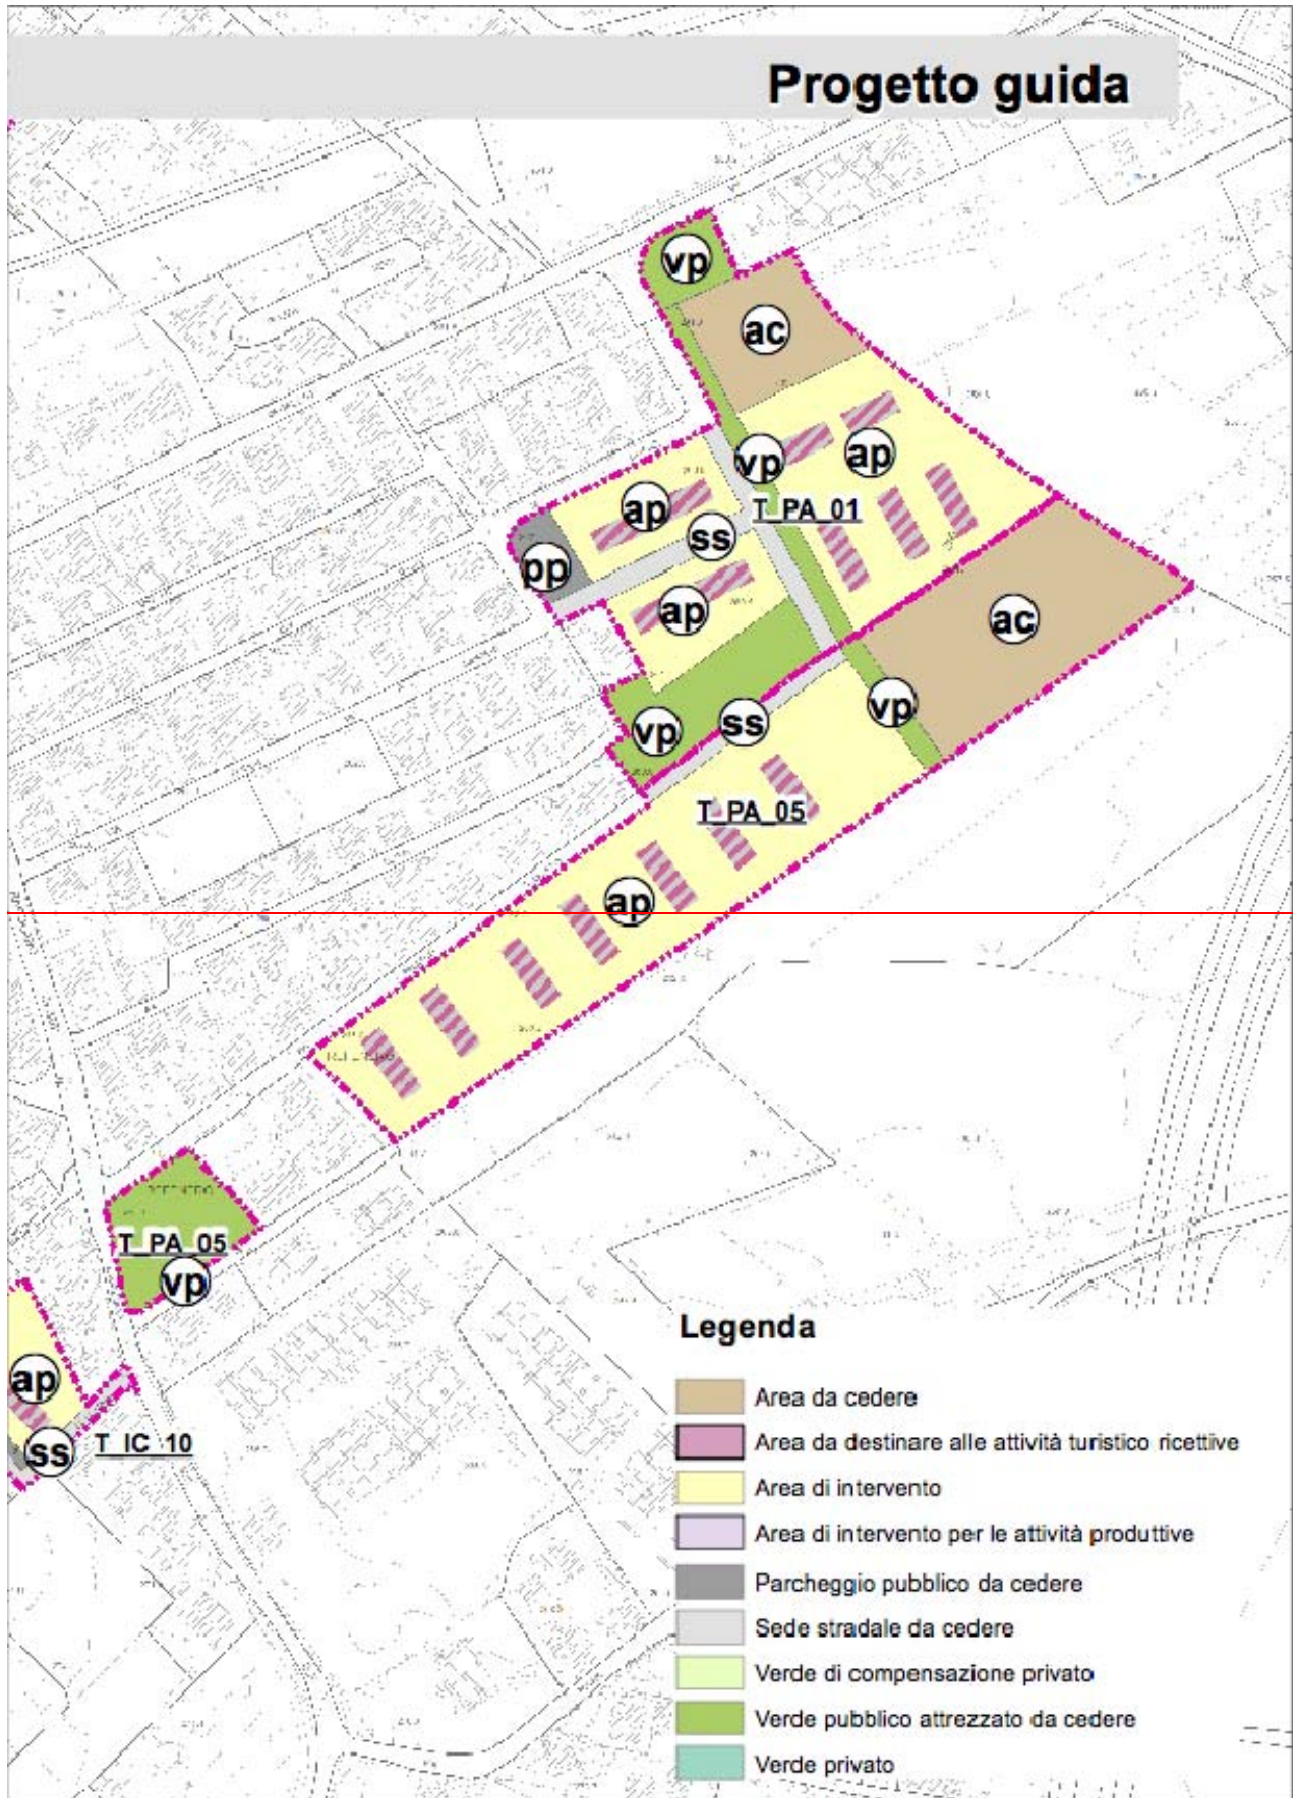 Progetto guida
vp
ac
vp
ap
ap
T_PA_01
ss
pp
ap
ac
vp
ss
vp
T_PA_05
ap
T_PA_05
vp
ap
ss
T_IC_10
Legenda
Area da cedere
Area da destinare alle attività turistico ricettive
Area di intervento
Area di intervento per le attività produttive
Parcheggio pubblico da cedere
Sede stradale da cedere
Verde di compensazione privato
Verde pubblico attrezzato da cedere
Verde privato